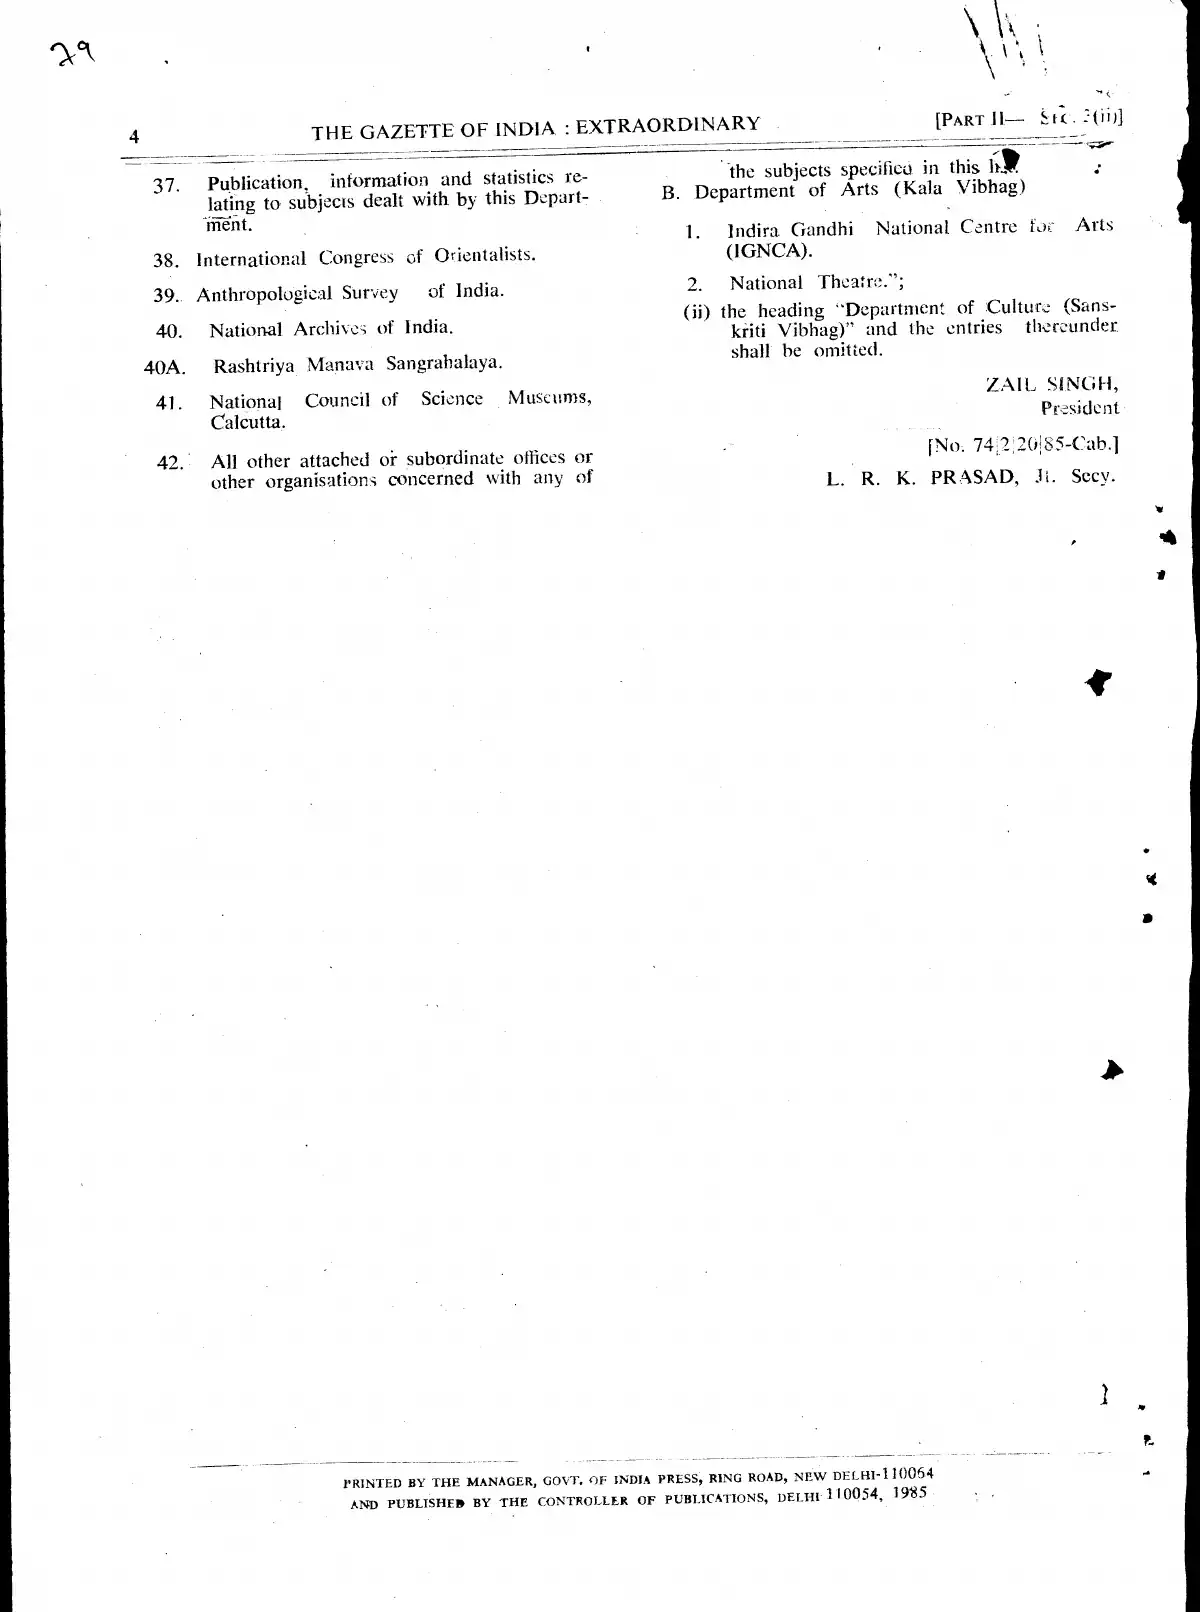 29
4
THE GAZETTE OF INDIA : EXTRAORDINARY
[PART II—
37. Publication, information and statistics re-
lating to subjects dealt with by this Depart-
ment.
38. International Congress of Orientalists.
39. Anthropological Survey of India.
40. National Archives of India.
40A. Rashtriya Manava Sangrahalaya.
41. National Council of Science Museums,
Calcutta.
42. All other attached or subordinate offices or
other organisations concerned with any of
the subjects specified in this
B. Department of Arts (Kala Vibhag)
1. Indira Gandhi National Centre for Arts
(IGNCA).
2. National Theatre.";
(ii) the heading "Department of Culture (Sans-
kriti Vibhag)" and the entries thereunder
shall be omitted.
ZAIL SINGH,
President
[No. 74|2|20|85-Cab.]
L. R. K. PRASAD, Jt. Secy.
PRINTED BY THE MANAGER, GOVT. OF INDIA PRESS, RING ROAD, NEW DELHI-110064
AND PUBLISHED BY THE CONTROLLER OF PUBLICATIONS, DELHI 110054, 1985